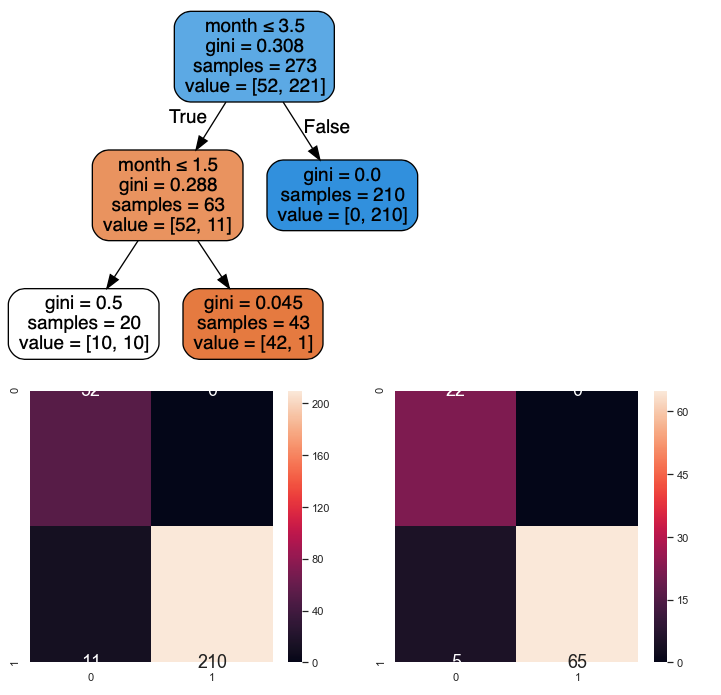 month ≤ 3.5
gini = 0.308
samples = 273
value = [52, 221]
True
False
month ≤ 1.5
gini = 0.288
samples = 63
value = [52, 11]
gini = 0.0
samples = 210
value = [0, 210]
gini = 0.5
samples = 20
value = [10, 10]
gini = 0.045
samples = 43
value = [42, 1]
0
52
200
160
120
80
40
0
1
11
210
0
1
0
22
60
45
30
15
0
1
5
65
0
1